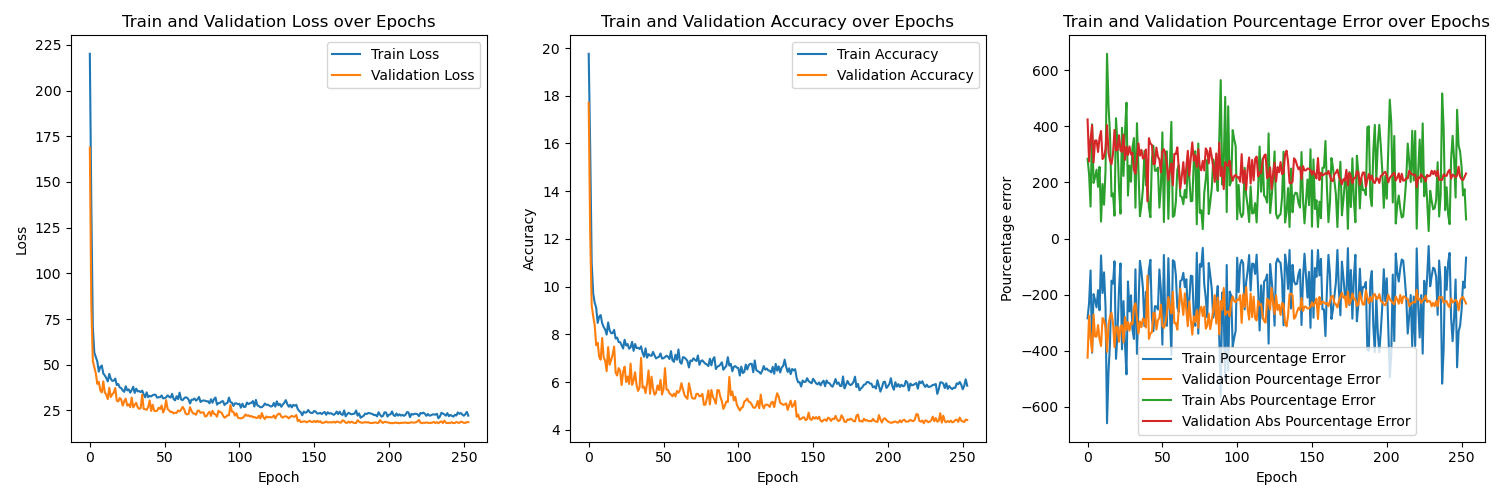 Train and Validation Loss over Epochs
Loss
225
200
175
150
125
100
75
50
25
0
50
100
150
200
250
Epoch
Train Loss
Validation Loss
Train and Validation Accuracy over Epochs
Accuracy
20
18
16
14
12
10
8
6
4
0
50
100
150
200
250
Epoch
Train Accuracy
Validation Accuracy
Train and Validation Pourcentage Error over Epochs
Pourcentage error
600
400
200
0
−200
−400
−600
0
50
100
150
200
250
Epoch
Train Pourcentage Error
Validation Pourcentage Error
Train Abs Pourcentage Error
Validation Abs Pourcentage Error